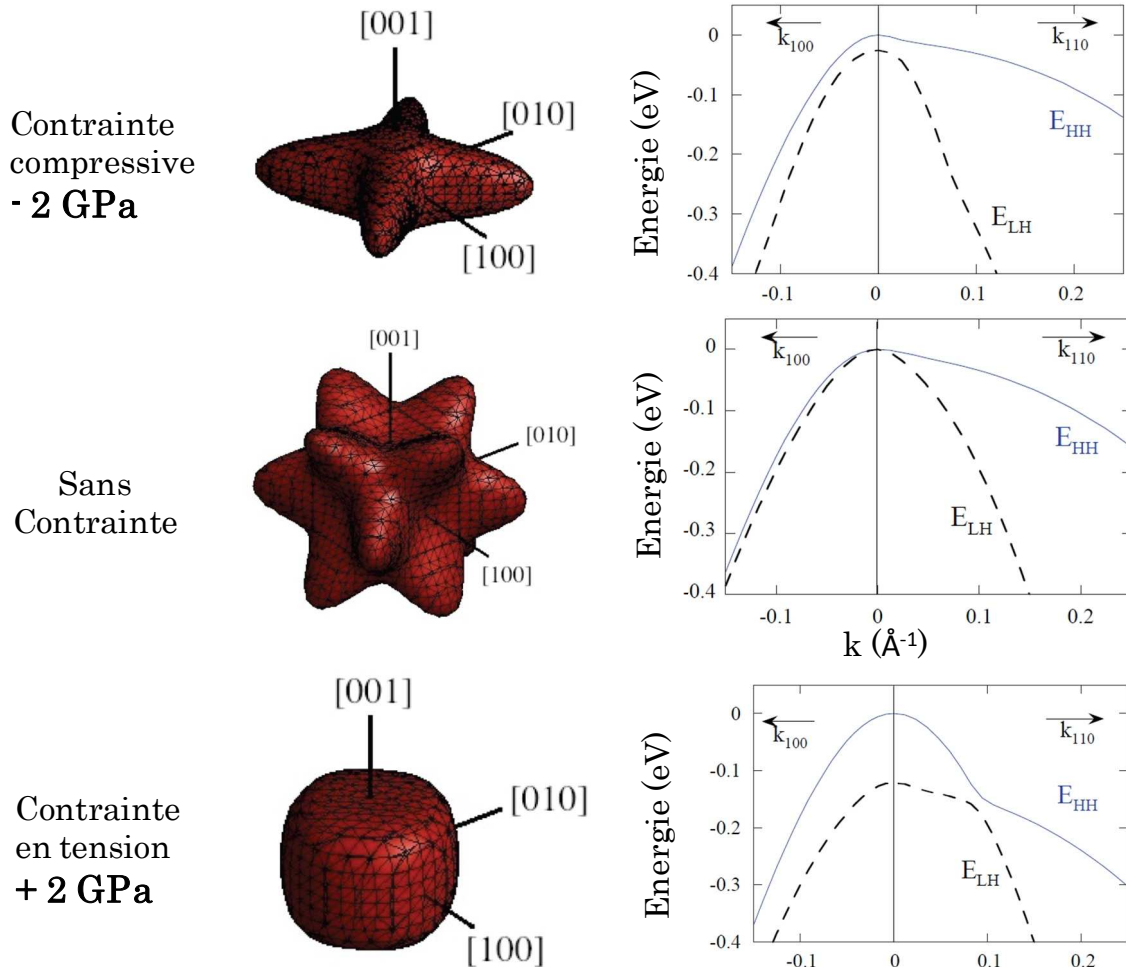 Contrainte
compressive
- 2 GPa
[001]
[010]
[100]
Energie (eV)
0
-0.1
-0.2
-0.3
-0.4
k100
k110
EHH
ELH
-0.1
0
0.1
0.2
Sans
Contrainte
[001]
[010]
[100]
Energie (eV)
0
-0.1
-0.2
-0.3
-0.4
k100
k110
EHH
ELH
-0.1
0
0.1
0.2
k (Å-1)
Contrainte
en tension
+ 2 GPa
[001]
[010]
[100]
Energie (eV)
0
-0.1
-0.2
-0.3
-0.4
k100
k110
EHH
ELH
-0.1
0
0.1
0.2